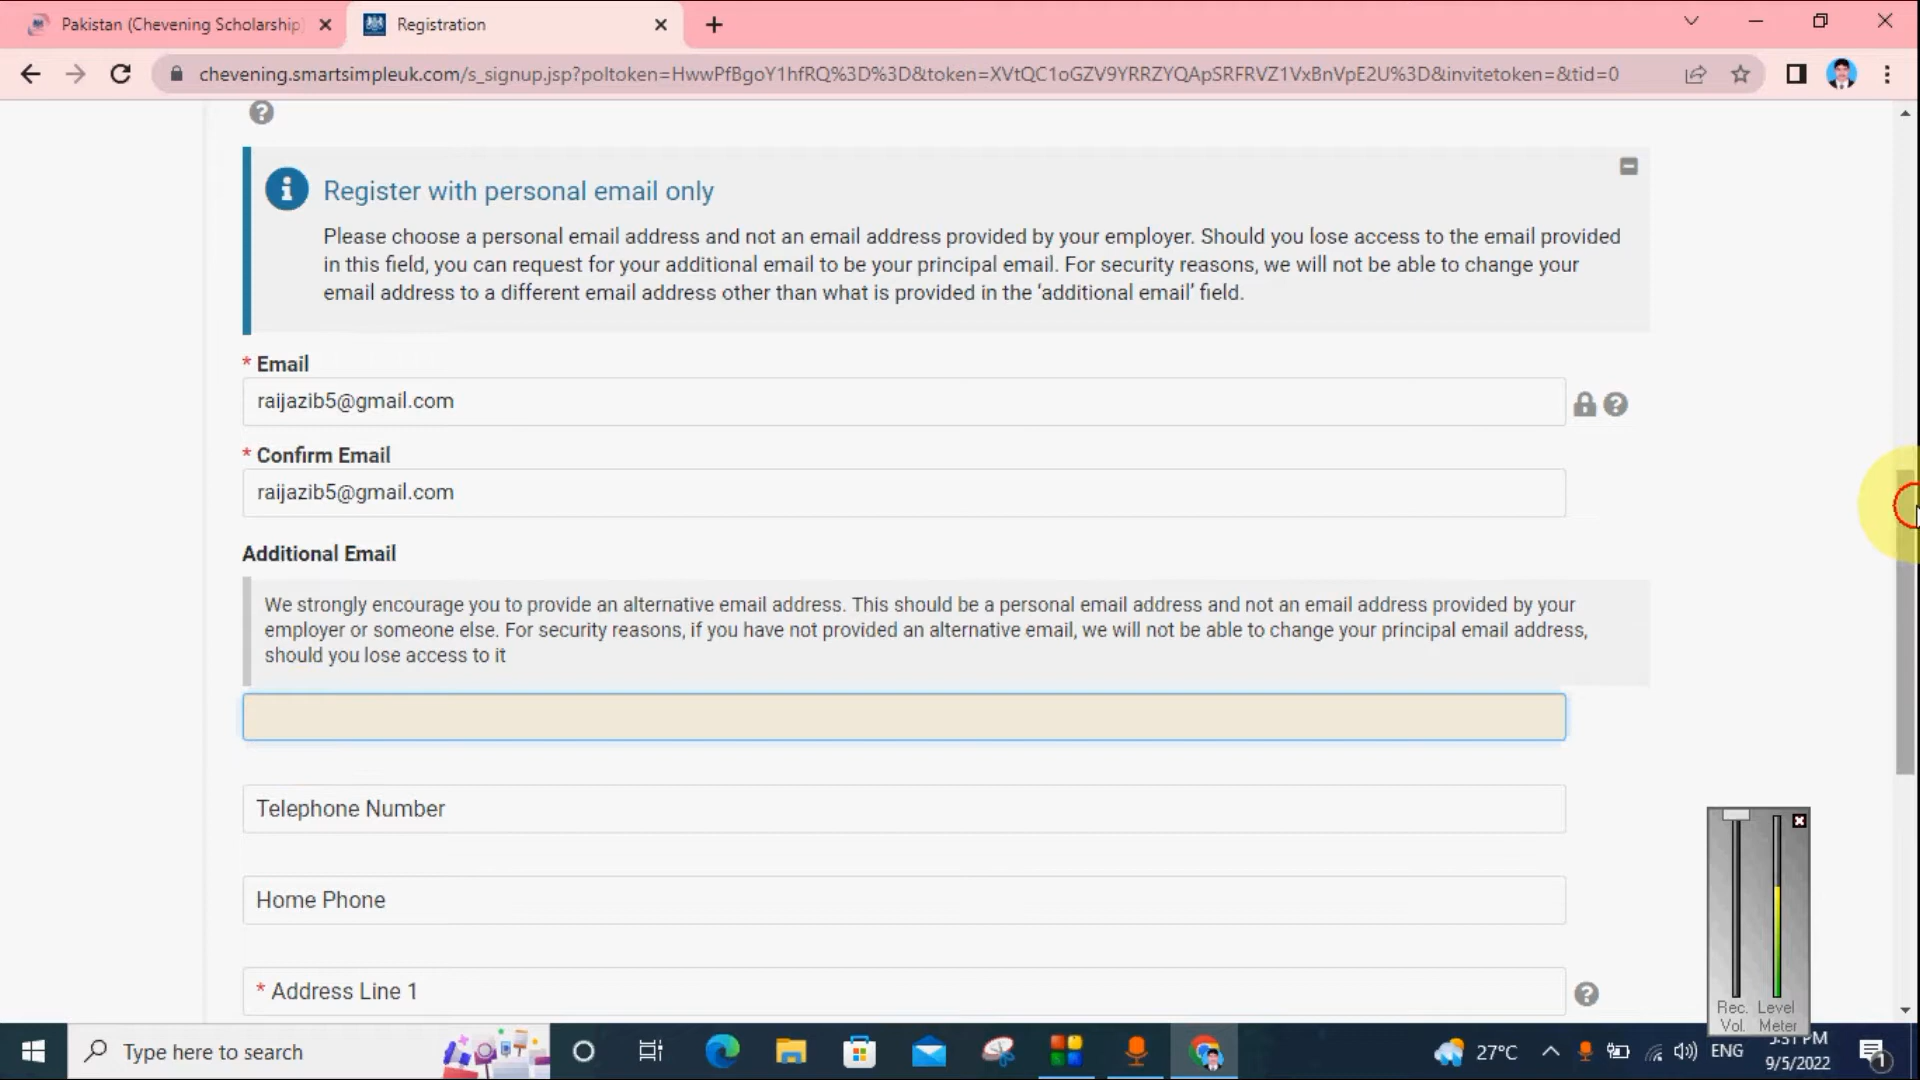 Pakistan (Chevening Scholarship)
Registration
chevening.smartsimpleuk.com/s_signup.jsp?poltoken=HwwPfBgoY1hfRQ%3D%3D&token=XVtQC1oGZV9YRRZYQApSRFRVZ1VxBnVpE2U%3D&invitetoken=&tid=0
Register with personal email only
Please choose a personal email address and not an email address provided by your employer. Should you lose access to the email provided
in this field, you can request for your additional email to be your principal email. For security reasons, we will not be able to change your
email address to a different email address other than what is provided in the ‘additional email’ field.
* Email
raijazib5@gmail.com
* Confirm Email
raijazib5@gmail.com
Additional Email
We strongly encourage you to provide an alternative email address. This should be a personal email address and not an email address provided by your
employer or someone else. For security reasons, if you have not provided an alternative email, we will not be able to change your principal email address,
should you lose access to it
Telephone Number
Home Phone
* Address Line 1
Rec. Level
Vol. Meter
Type here to search
27°C
ENG
PM
9/5/2022
1